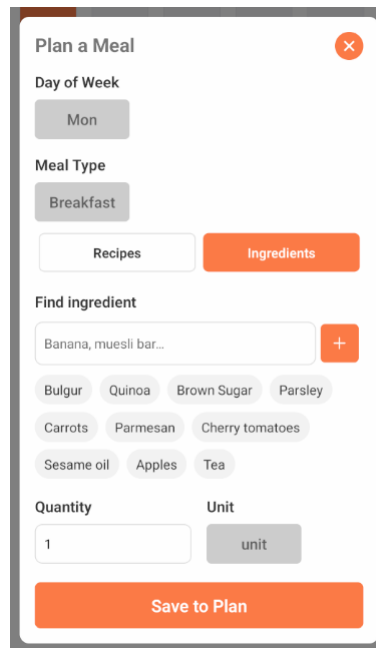 Plan a Meal
Day of Week
Mon
Meal Type
Breakfast
Recipes Ingredients
Find ingredient
Banana, muesli bar...
Bulgur Quinoa Brown Sugar Parsley
Carrots Parmesan Cherry tomatoes
Sesame oil Apples Tea
Quantity Unit
1 unit
Save to Plan